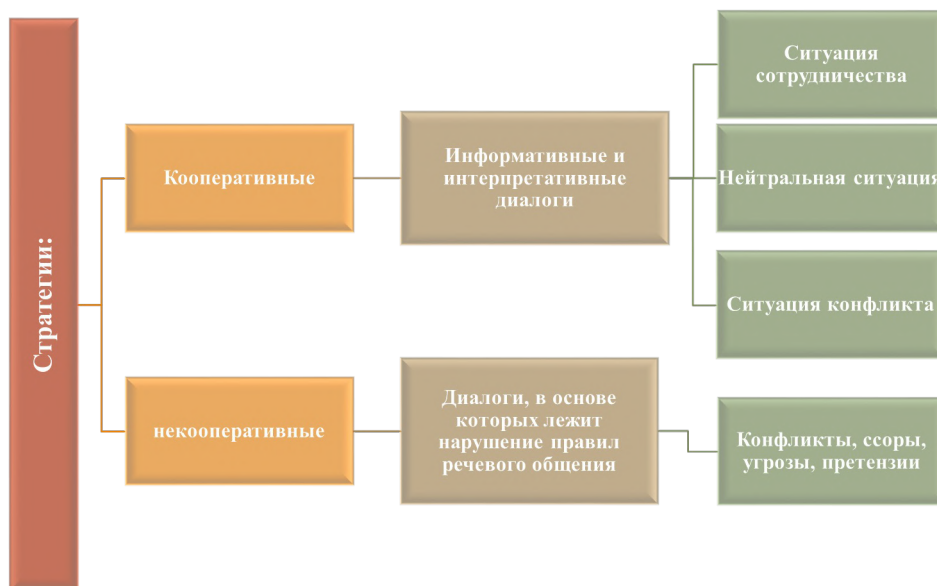 Стратегии:
Кооперативные
Информативные и
интерпретативные
диалоги
Ситуация
сотрудничества
Нейтральная ситуация
Ситуация конфликта
некооперативные
Диалоги, в основе
которых лежит
нарушение правил
речевого общения
Конфликты, ссоры,
угрозы, претензии